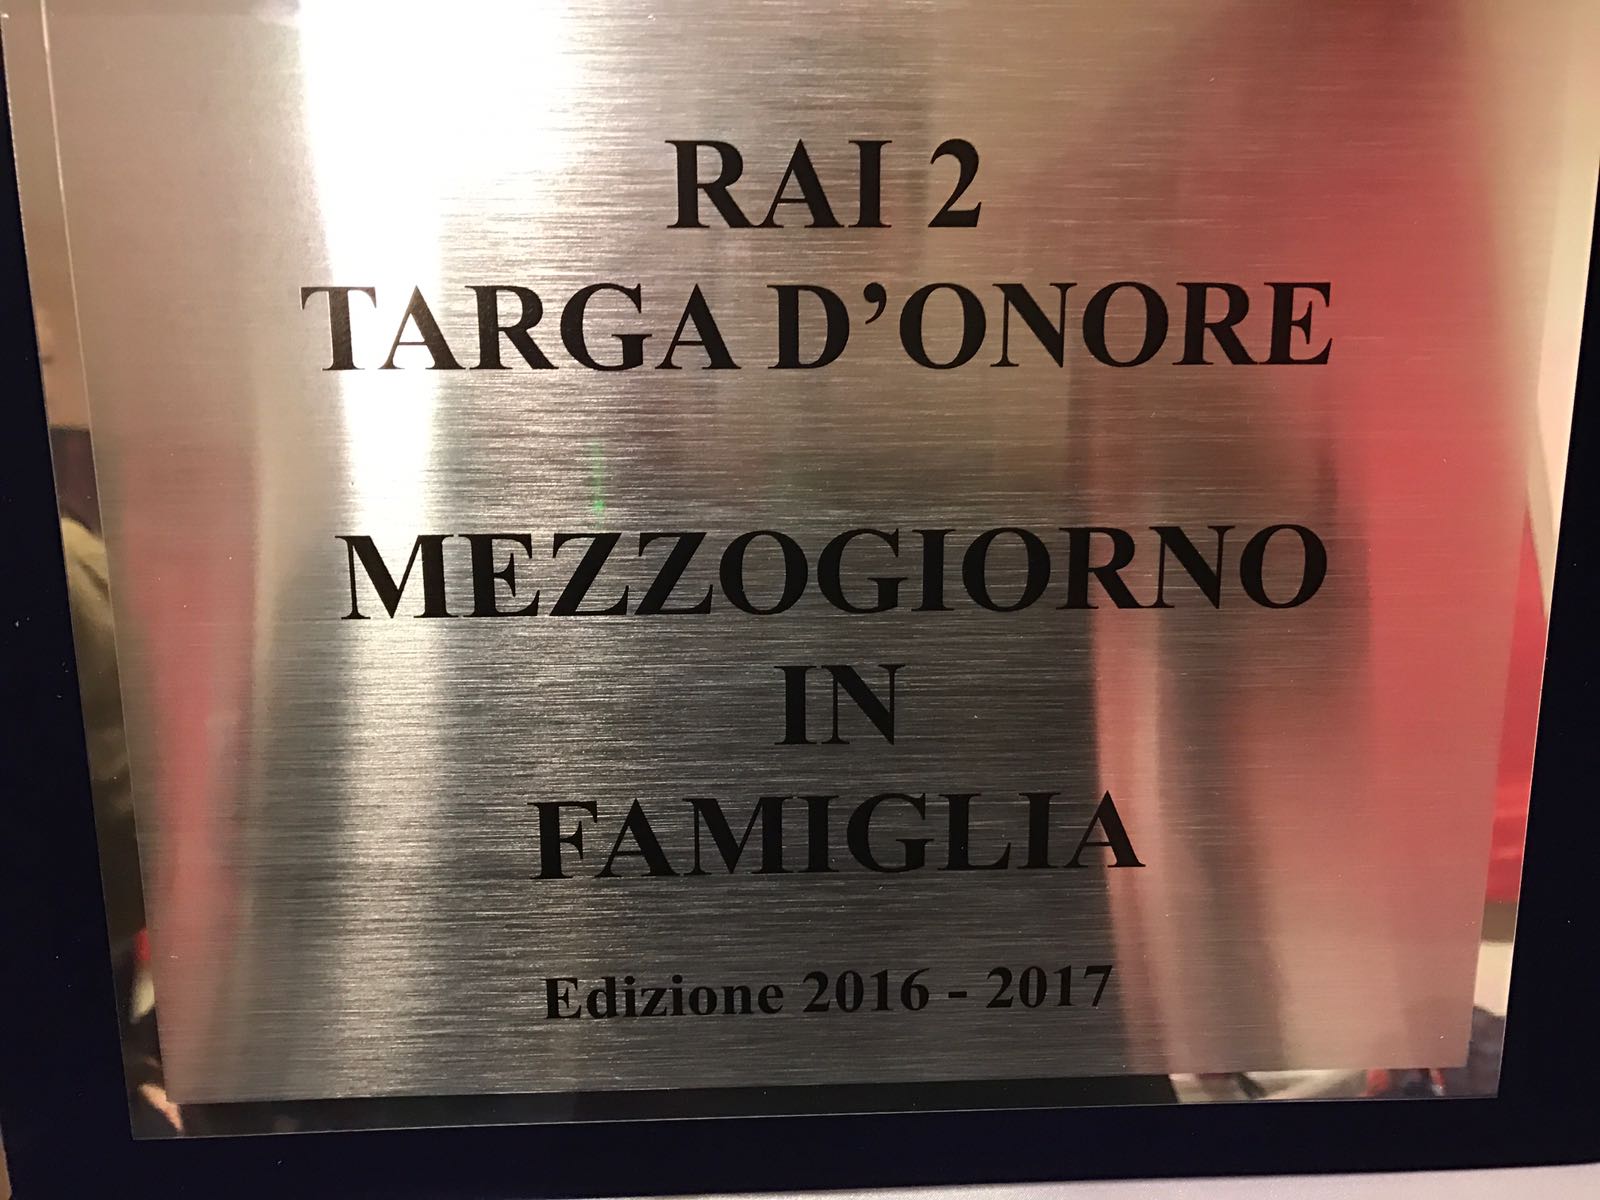 RAI 2
TARGA D’ONORE
MEZZOGIORNO
IN
FAMIGLIA
Edizione 2016 - 2017